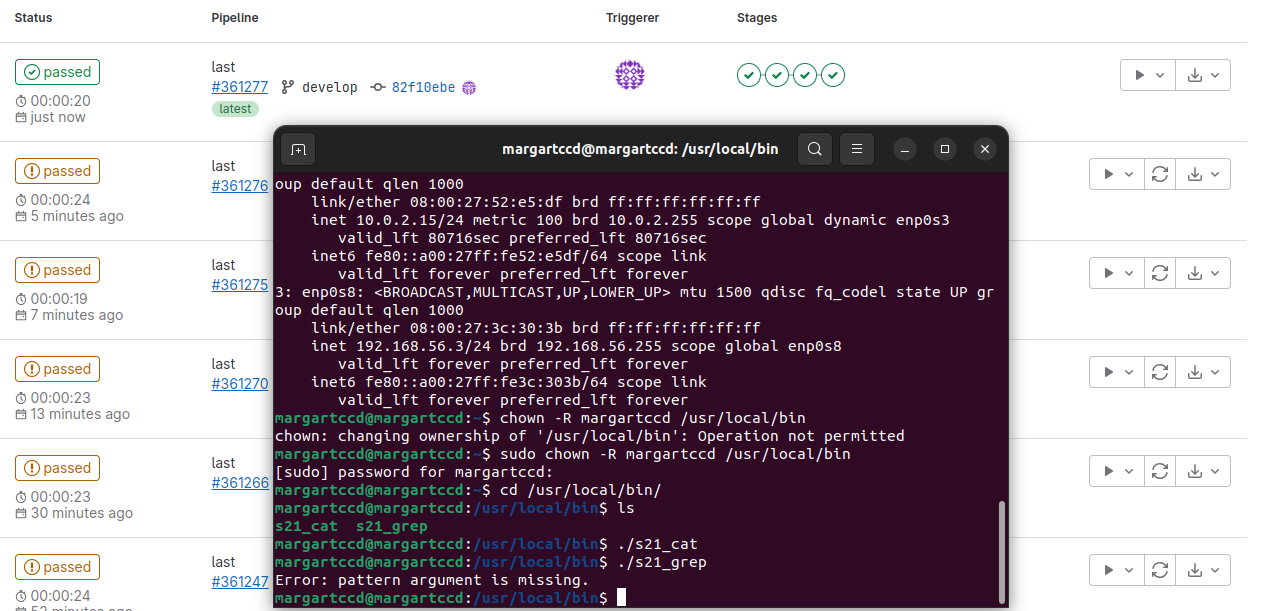 Status Pipeline Triggerer Stages
passed
last
#361277 develop 82f10ebe
00:00:20
latest
just now
passed
last
#361276
00:00:24
5 minutes ago
passed
last
#361275
00:00:19
7 minutes ago
passed
last
#361270
00:00:23
13 minutes ago
passed
last
#361266
00:00:23
30 minutes ago
passed
last
#361247
00:00:24
53 minutes ago
margartccd@margartccd: /usr/local/bin
oup default qlen 1000
link/ether 08:00:27:52:e5:df brd ff:ff:ff:ff:ff:ff
inet 10.0.2.15/24 metric 100 brd 10.0.2.255 scope global dynamic enp0s3
valid_lft 80716sec preferred_lft 80716sec
inet6 fe80::a00:27ff:fe52:e5df/64 scope link
valid_lft forever preferred_lft forever
3: enp0s8: <BROADCAST,MULTICAST,UP,LOWER_UP> mtu 1500 qdisc fq_codel state UP gr
oup default qlen 1000
link/ether 08:00:27:3c:30:3b brd ff:ff:ff:ff:ff:ff
inet 192.168.56.3/24 brd 192.168.56.255 scope global enp0s8
valid_lft forever preferred_lft forever
inet6 fe80::a00:27ff:fe3c:303b/64 scope link
valid_lft forever preferred_lft forever
margartccd@margartccd:~$ chown -R margartccd /usr/local/bin
chown: changing ownership of '/usr/local/bin': Operation not permitted
margartccd@margartccd:~$ sudo chown -R margartccd /usr/local/bin
[sudo] password for margartccd:
margartccd@margartccd:~$ cd /usr/local/bin/
margartccd@margartccd:/usr/local/bin$ ls
s21_cat s21_grep
margartccd@margartccd:/usr/local/bin$ ./s21_cat
margartccd@margartccd:/usr/local/bin$ ./s21_grep
Error: pattern argument is missing.
margartccd@margartccd:/usr/local/bin$